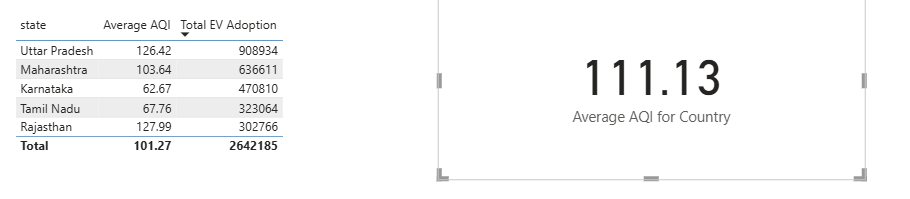 state Average AQI Total EV Adoption
Uttar Pradesh 126.42 908934
Maharashtra 103.64 636611
Karnataka 62.67 470810
Tamil Nadu 67.76 323064
Rajasthan 127.99 302766
Total 101.27 2642185
111.13
Average AQI for Country